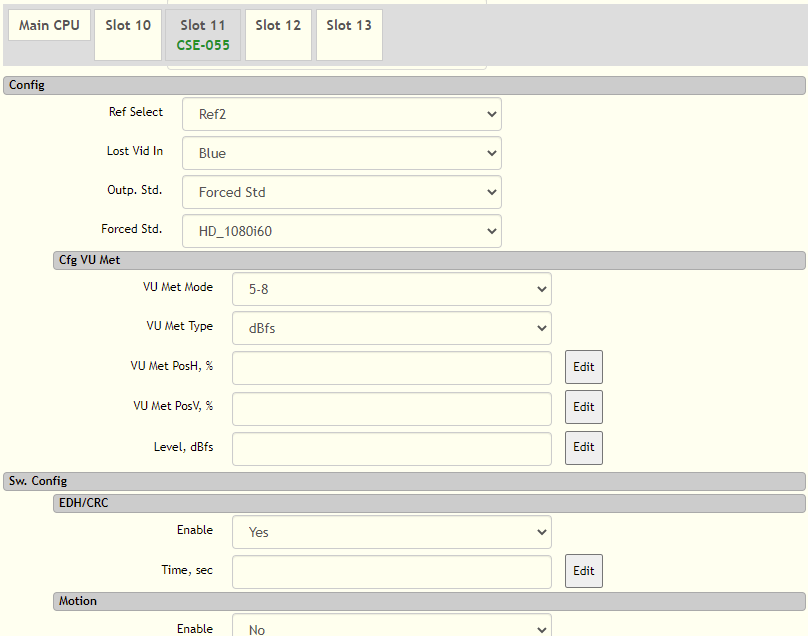 Main CPU Slot 10 Slot 11 Slot 12 Slot 13
CSE-055
Config
Ref Select Ref2
Lost Vid In Blue
Outp. Std. Forced Std
Forced Std. HD_1080i60
Cfg VU Met
VU Met Mode 5-8
VU Met Type dBfs
VU Met PosH, % Edit
VU Met PosV, % Edit
Level, dBfs Edit
Sw. Config
EDH/CRC
Enable Yes
Time, sec Edit
Motion
Enable No